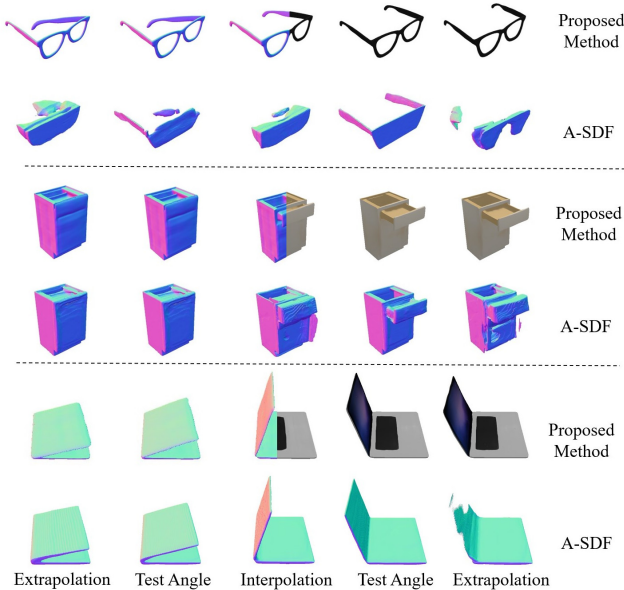 Proposed
Method
A-SDF
Proposed
Method
A-SDF
Proposed
Method
A-SDF
Extrapolation Test Angle Interpolation Test Angle Extrapolation